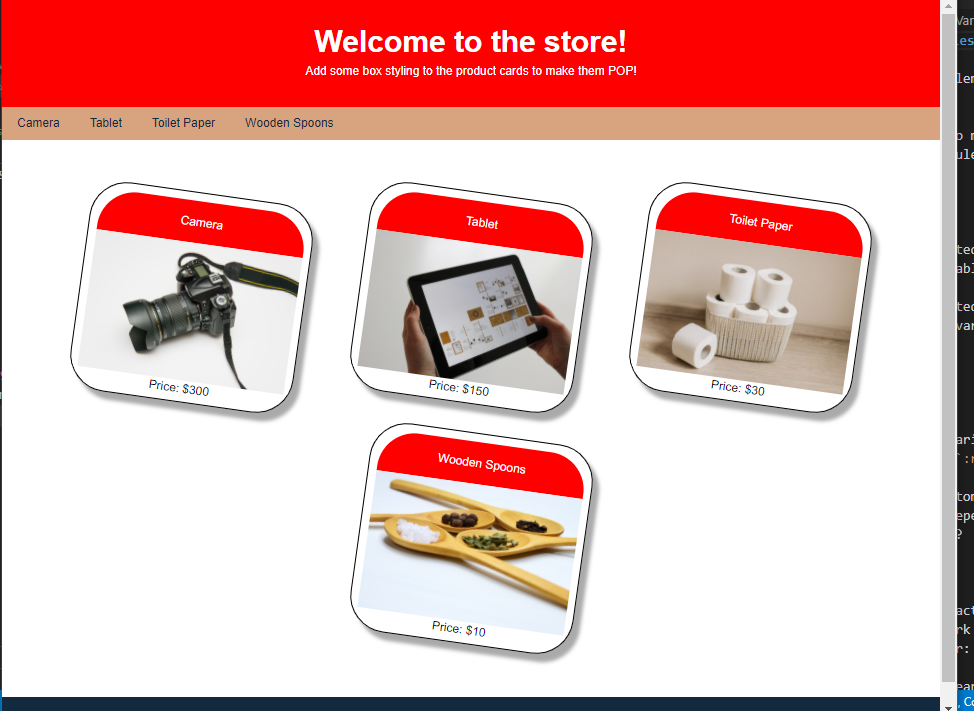 Welcome to the store!
Add some box styling to the product cards to make them POP!
Camera Tablet Toilet Paper Wooden Spoons
Camera
Tablet
Toilet Paper
Price: $300
Price: $150
Price: $30
Wooden Spoons
Price: $10